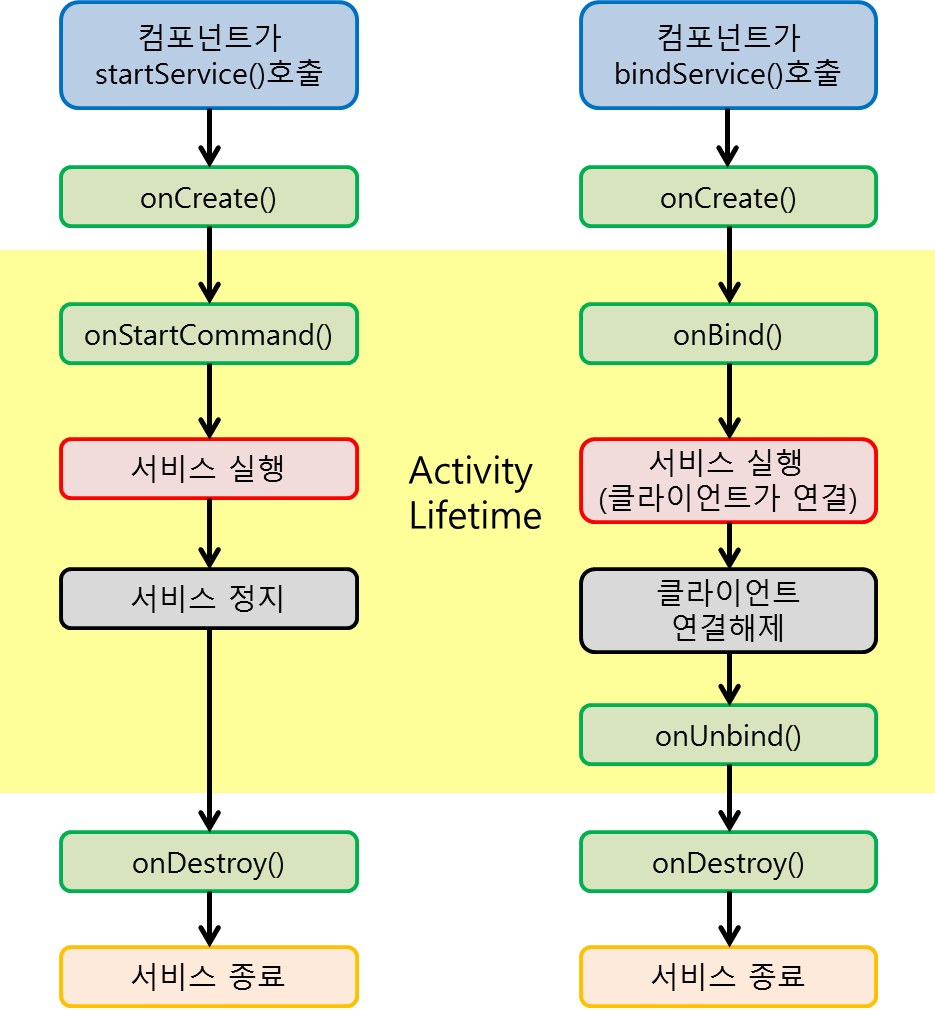 컴포넌트가
startService()호출
onCreate()
onStartCommand()
서비스 실행
서비스 정지
onDestroy()
서비스 종료
Activity
Lifetime
컴포넌트가
bindService()호출
onCreate()
onBind()
서비스 실행
(클라이언트가 연결)
클라이언트
연결해제
onUnbind()
onDestroy()
서비스 종료